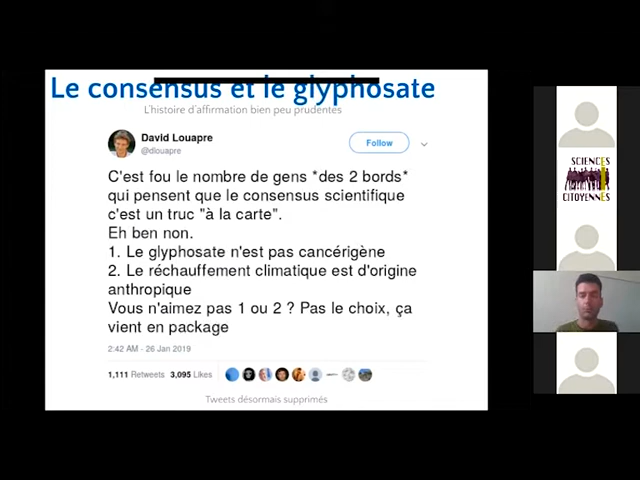 Le consensus et le glyphosate
L'histoire d'affirmation bien peu prudentes
David Louapre
@dlouapre
Follow
C'est fou le nombre de gens *des 2 bords*
qui pensent que le consensus scientifique
c'est un truc "à la carte".
Eh ben non.
1. Le glyphosate n'est pas cancérigène
2. Le réchauffement climatique est d'origine
anthropique
Vous n'aimez pas 1 ou 2 ? Pas le choix, ça
vient en package
2:42 AM - 26 Jan 2019
1,111 Retweets 3,095 Likes
Tweets désormais supprimés
SCIENCES
CITOYENNES